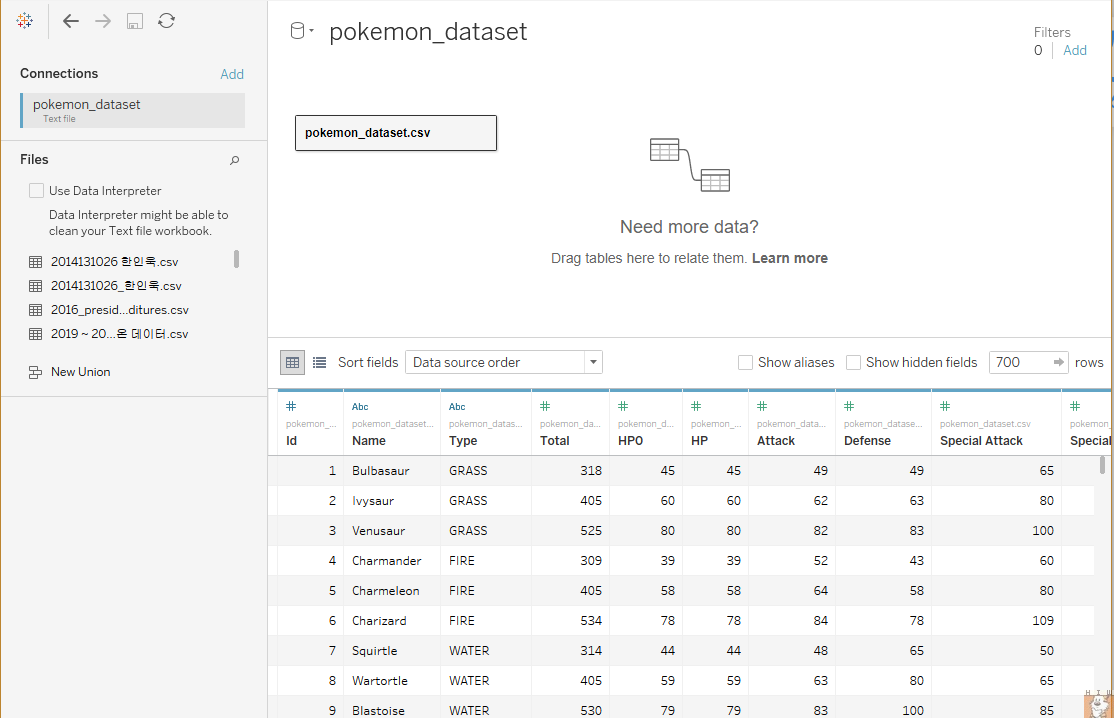 pokemon_dataset
Filters
0 Add
Connections Add
pokemon_dataset
Text file
Files
Use Data Interpreter
Data Interpreter might be able to
clean your Text file workbook.
2014131026 한인욱.csv
2014131026_한인욱.csv
2016_presid...ditures.csv
2019 ~ 20...온 데이터.csv
New Union
pokemon_dataset.csv
Need more data?
Drag tables here to relate them. Learn more
Sort fields Data source order Show aliases Show hidden fields 700 rows
# Abc Abc # # # # # # #
pokemon_... pokemon_dataset... pokemon_datas... pokemon_da... pokemon_d... pokemon_... pokemon_data... pokemon_datase... pokemon_dataset.csv pokemon_
Id Name Type Total HP0 HP Attack Defense Special Attack Special
1 Bulbasaur GRASS 318 45 45 49 49 65
2 Ivysaur GRASS 405 60 60 62 63 80
3 Venusaur GRASS 525 80 80 82 83 100
4 Charmander FIRE 309 39 39 52 43 60
5 Charmeleon FIRE 405 58 58 64 58 80
6 Charizard FIRE 534 78 78 84 78 109
7 Squirtle WATER 314 44 44 48 65 50
8 Wartortle WATER 405 59 59 63 80 65
9 Blastoise WATER 530 79 79 83 100 85